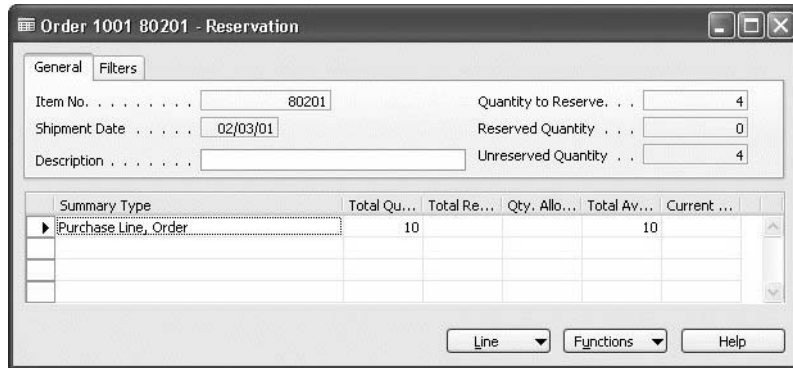 Order 1001 80201 - Reservation
General Filters
Item No. . . . . . . . . . 80201 Quantity to Reserve. . . 4
Shipment Date . . . . . 02/03/01 Reserved Quantity . . . 0
Description . . . . . . . Unreserved Quantity . . 4
Summary Type Total Qu... Total Re... Qty. Allo... Total Av... Current ...
Purchase Line, Order 10 10
Line Functions Help